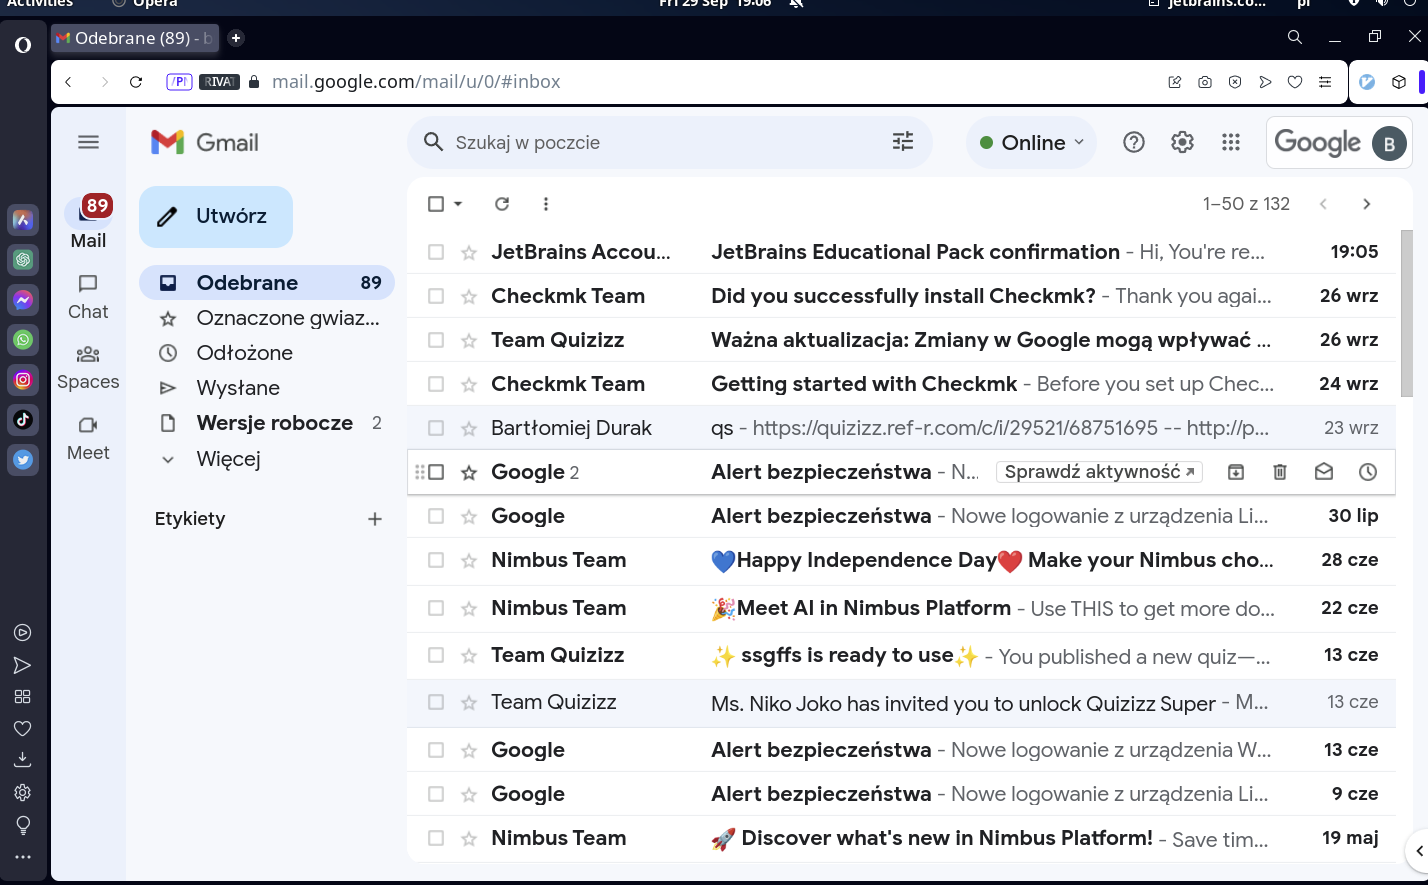 Activities Opera Fri 29 Sep 19:06 jetbrains.co... pl
Odebrane (89) - b
mail.google.com/mail/u/0/#inbox
Gmail
Szukaj w poczcie
Online
Google B
89
Mail
Chat
Spaces
Meet
Utwórz
Odebrane 89
Oznaczone gwiaz...
Odłożone
Wysłane
Wersje robocze 2
Więcej
Etykiety
1–50 z 132
JetBrains Accou... JetBrains Educational Pack confirmation - Hi, You're re... 19:05
Checkmk Team Did you successfully install Checkmk? - Thank you agai... 26 wrz
Team Quizizz Ważna aktualizacja: Zmiany w Google mogą wpływać ... 26 wrz
Checkmk Team Getting started with Checkmk - Before you set up Chec... 24 wrz
Bartłomiej Durak qs - https://quizizz.ref-r.com/c/i/29521/68751695 -- http://p... 23 wrz
Google 2 Alert bezpieczeństwa - N... Sprawdź aktywność
Google Alert bezpieczeństwa - Nowe logowanie z urządzenia Li... 30 lip
Nimbus Team 💙Happy Independence Day❤️ Make your Nimbus cho... 28 cze
Nimbus Team 🎉Meet AI in Nimbus Platform - Use THIS to get more do... 22 cze
Team Quizizz ✨ ssgffs is ready to use✨ - You published a new quiz—... 13 cze
Team Quizizz Ms. Niko Joko has invited you to unlock Quizizz Super - M... 13 cze
Google Alert bezpieczeństwa - Nowe logowanie z urządzenia W... 13 cze
Google Alert bezpieczeństwa - Nowe logowanie z urządzenia Li... 9 cze
Nimbus Team 🚀 Discover what's new in Nimbus Platform! - Save tim... 19 maj